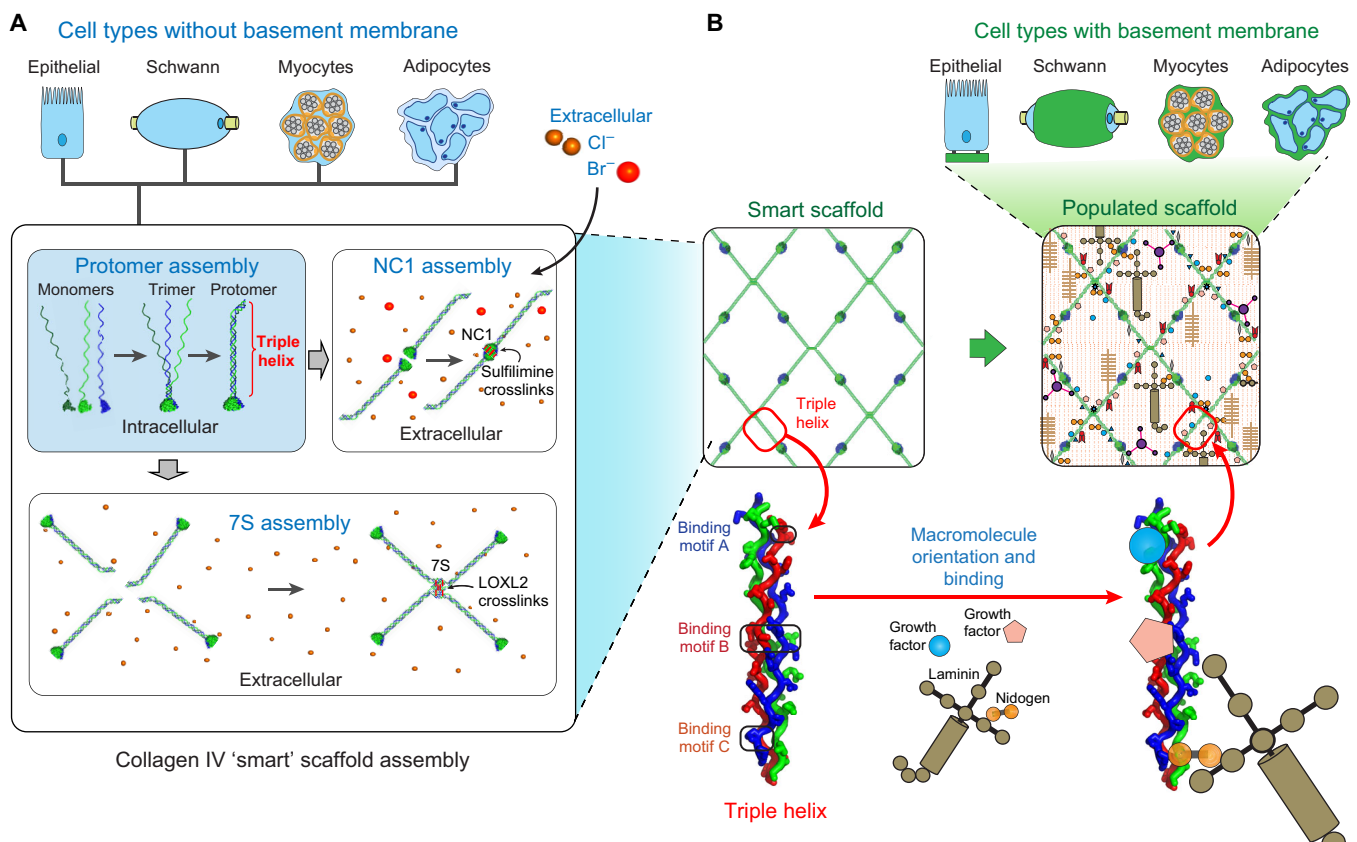 A
Cell types without basement membrane
Epithelial
Schwann
Myocytes
Adipocytes
Extracellular
Cl⁻
Br⁻
Protomer assembly
Monomers
Trimer
Protomer
Triple
helix
Intracellular
NC1 assembly
NC1
Sulfilimine
crosslinks
Extracellular
7S assembly
7S
LOXL2
crosslinks
Extracellular
Collagen IV ‘smart’ scaffold assembly
B
Cell types with basement membrane
Epithelial
Schwann
Myocytes
Adipocytes
Smart scaffold
Populated scaffold
Triple
helix
Binding
motif A
Binding
motif B
Binding
motif C
Triple helix
Macromolecule
orientation and
binding
Growth
factor
Growth
factor
Laminin
Nidogen